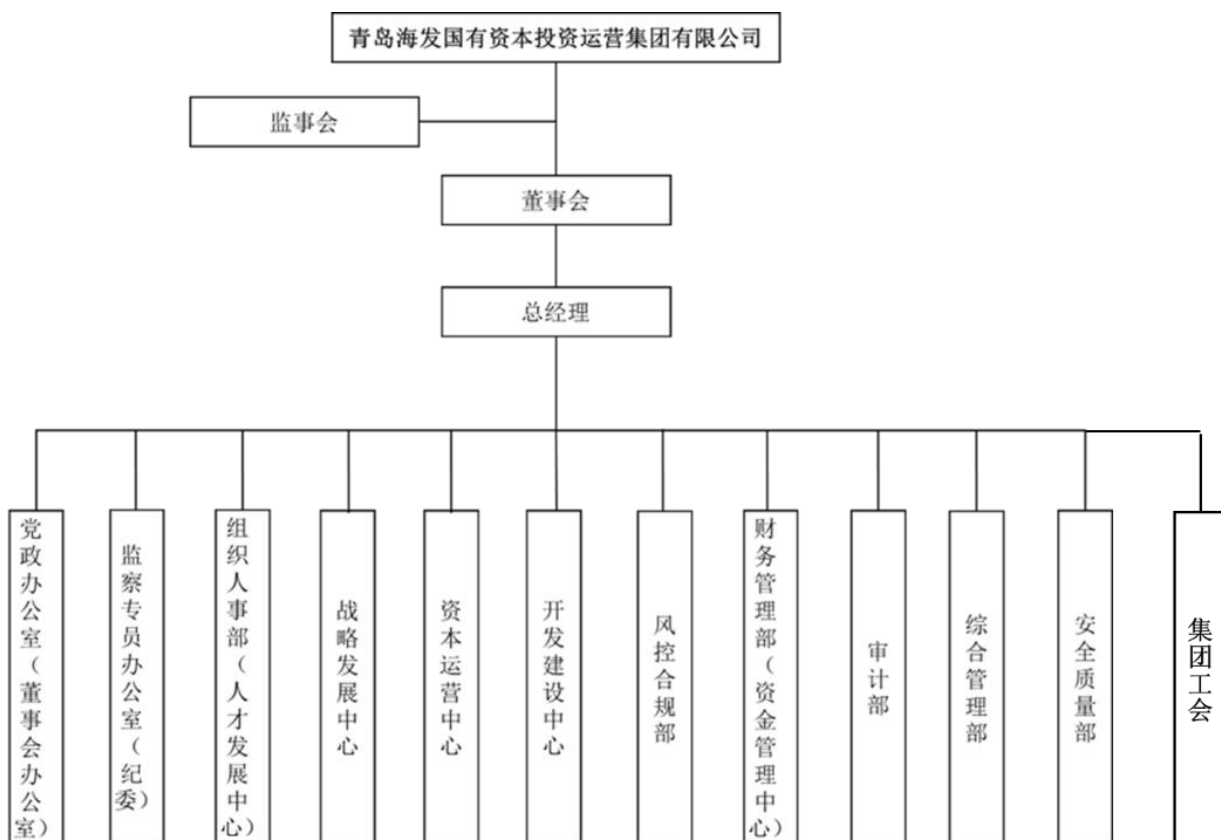 青岛海发国有资本投资运营集团有限公司
监事会
董事会
总经理
党政办公室（董事会办公室）
监察专员办公室（纪委）
组织人事部（人才发展中心）
战略发展中心
资本运营中心
开发建设中心
风控合规部
财务管理部（资金管理中心）
审计部
综合管理部
安全质量部
集团工会